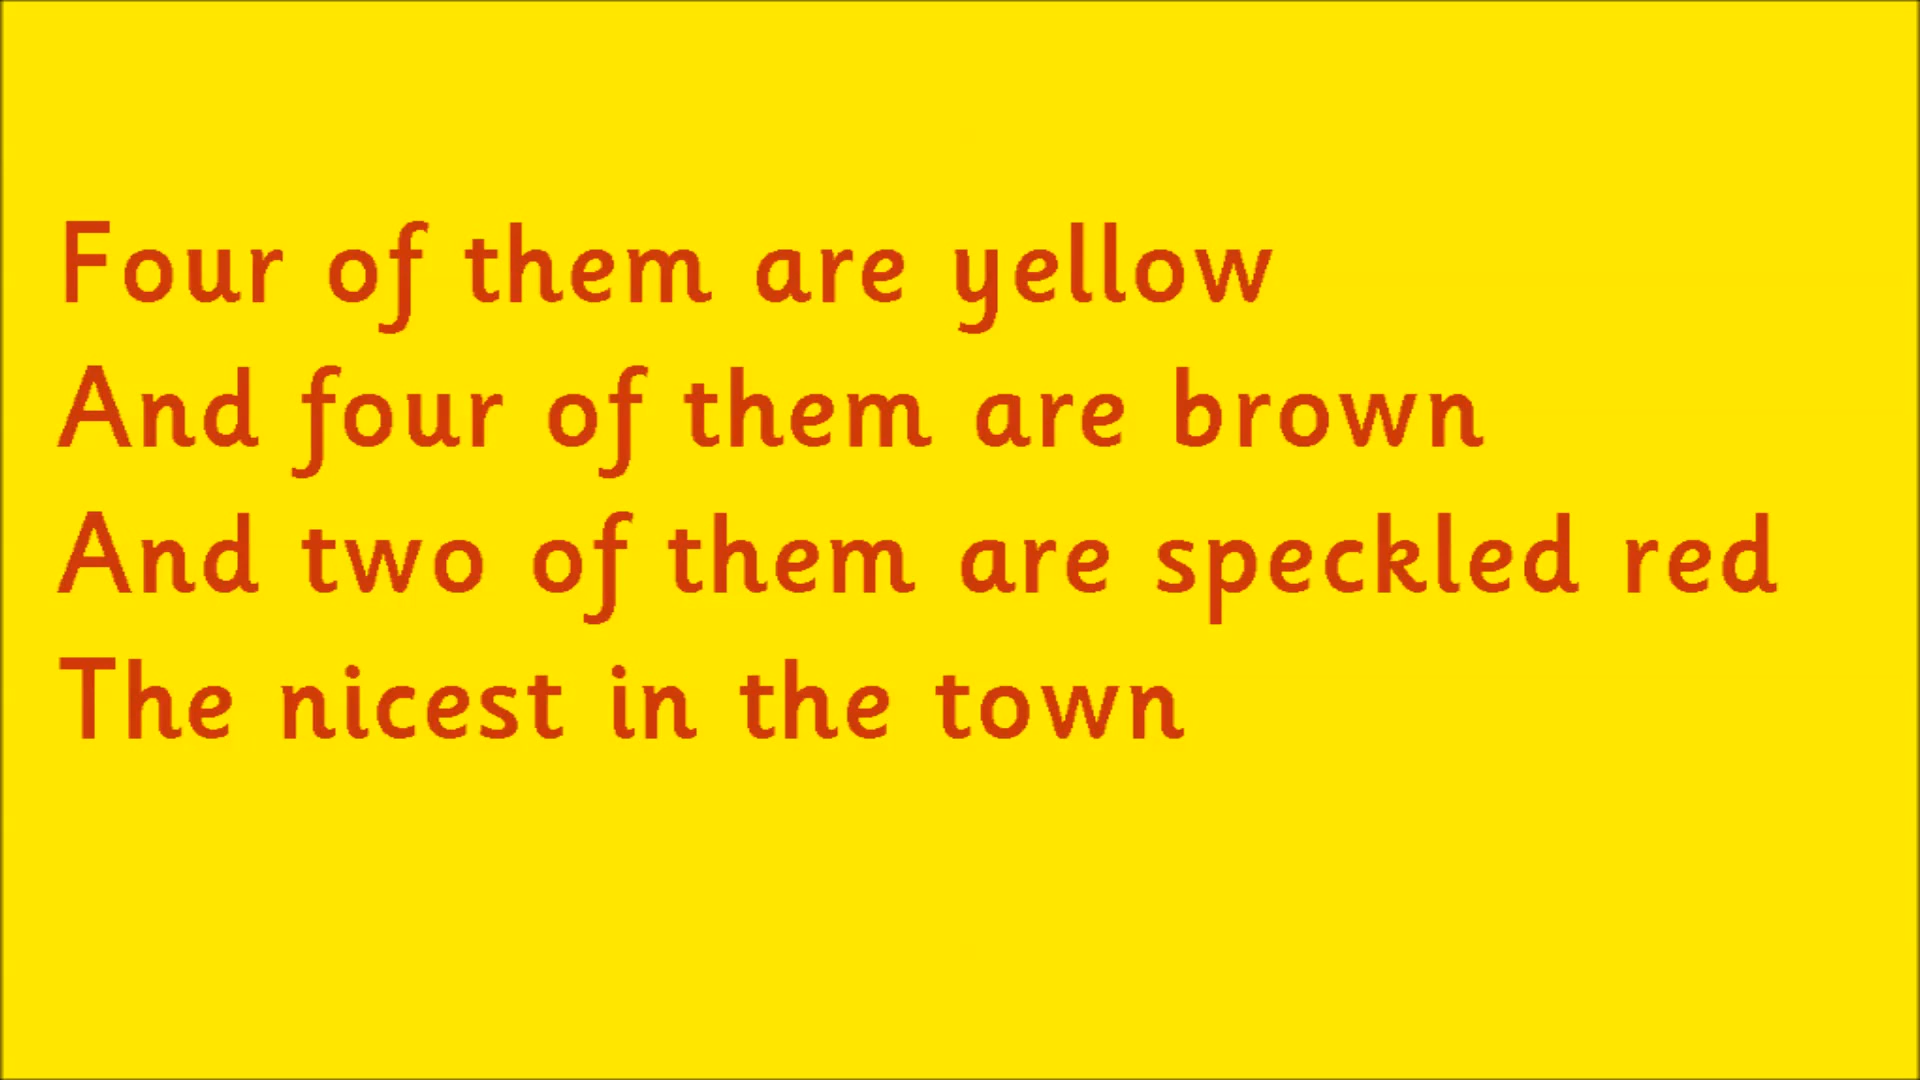 Four of them are yellow
And four of them are brown
And two of them are speckled red
The nicest in the town